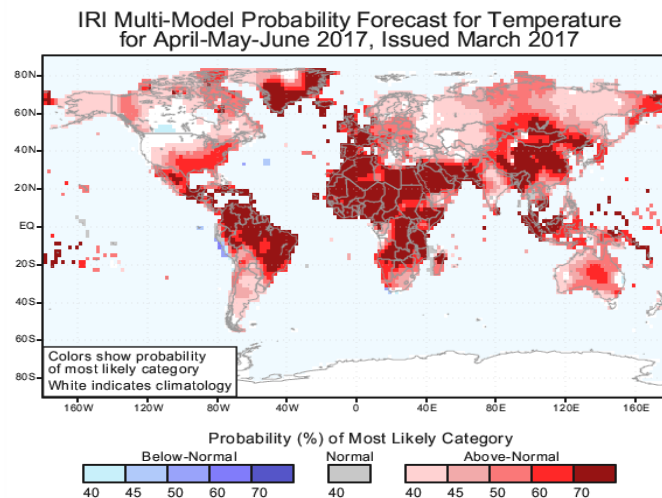 IRI Multi-Model Probability Forecast for Temperature
for April-May-June 2017, Issued March 2017
80N
60N
40N
20N
EQ
20S
40S
60S
80S
Colors show probability
of most likely category
White indicates climatology
160W 120W 80W 40W 0 40E 80E 120E 160E
Probability (%) of Most Likely Category
Below-Normal Normal Above-Normal
40 45 50 60 70 40 40 45 50 60 70